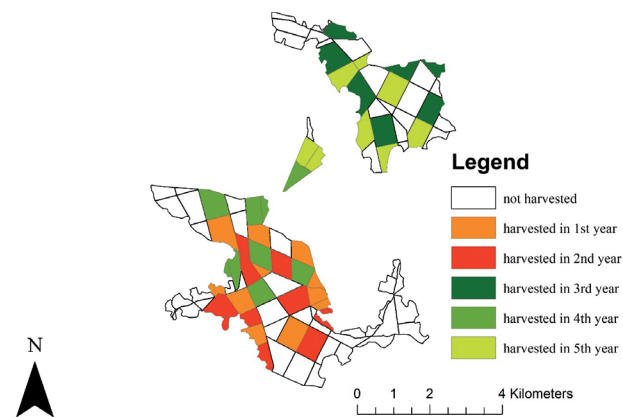 Legend
not harvested
harvested in 1st year
harvested in 2nd year
harvested in 3rd year
harvested in 4th year
harvested in 5th year
N
0 1 2 4 Kilometers